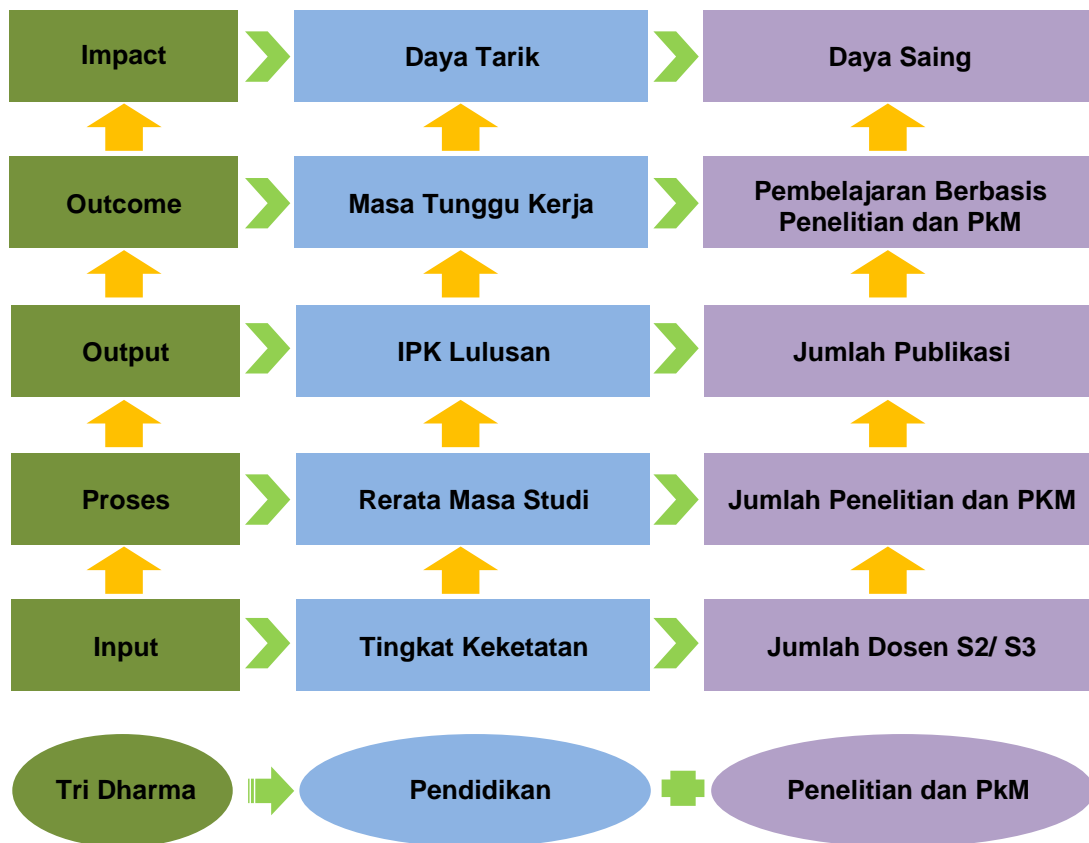 Impact
Daya Tarik
Daya Saing
Outcome
Masa Tunggu Kerja
Pembelajaran Berbasis
Penelitian dan PkM
Output
IPK Lulusan
Jumlah Publikasi
Proses
Rerata Masa Studi
Jumlah Penelitian dan PKM
Input
Tingkat Keketatan
Jumlah Dosen S2/ S3
Tri Dharma
Pendidikan
Penelitian dan PkM